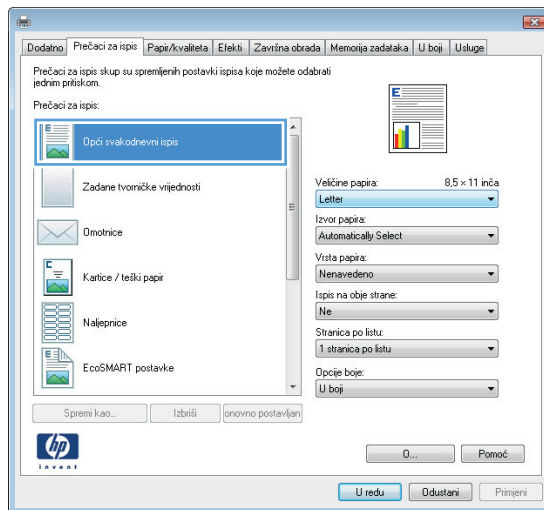 Dodatno Prečaci za ispis Papir/kvaliteta Efekti Završna obrada Memorija zadataka U boji Usluge
Prečaci za ispis skup su spremljenih postavki ispisa koje možete odabrati
jednim pritiskom.
Prečaci za ispis:
E
Opći svakodnevni ispis
E
Zadane tvorničke vrijednosti
Omotnice
C
Kartice / teški papir
Naljepnice
E
EcoSMART postavke
Veličine papira: 8,5 × 11 inča
Letter
Izvor papira:
Automatically Select
Vrsta papira:
Nenavedeno
Ispis na obje strane:
Ne
Stranica po listu:
1 stranica po listu
Opcije boje:
U boji
Spremi kao... Izbriši onovno postavljan
hp
invent
O... Pomoć
U redu Odustani Primjeni